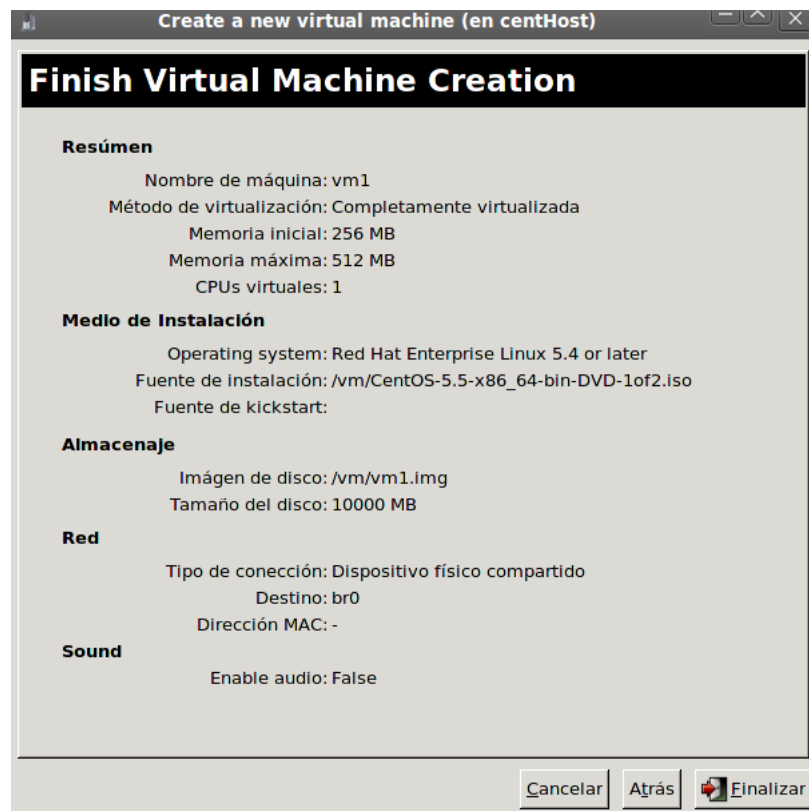 Create a new virtual machine (en centHost)
Finish Virtual Machine Creation
Resúmen
Nombre de máquina: vm1
Método de virtualización: Completamente virtualizada
Memoria inicial: 256 MB
Memoria máxima: 512 MB
CPUs virtuales: 1
Medio de Instalación
Operating system: Red Hat Enterprise Linux 5.4 or later
Fuente de instalación: /vm/CentOS-5.5-x86_64-bin-DVD-1of2.iso
Fuente de kickstart:
Almacenaje
Imágen de disco: /vm/vm1.img
Tamaño del disco: 10000 MB
Red
Tipo de conección: Dispositivo físico compartido
Destino: br0
Dirección MAC: -
Sound
Enable audio: False
Cancelar Atrás Finalizar